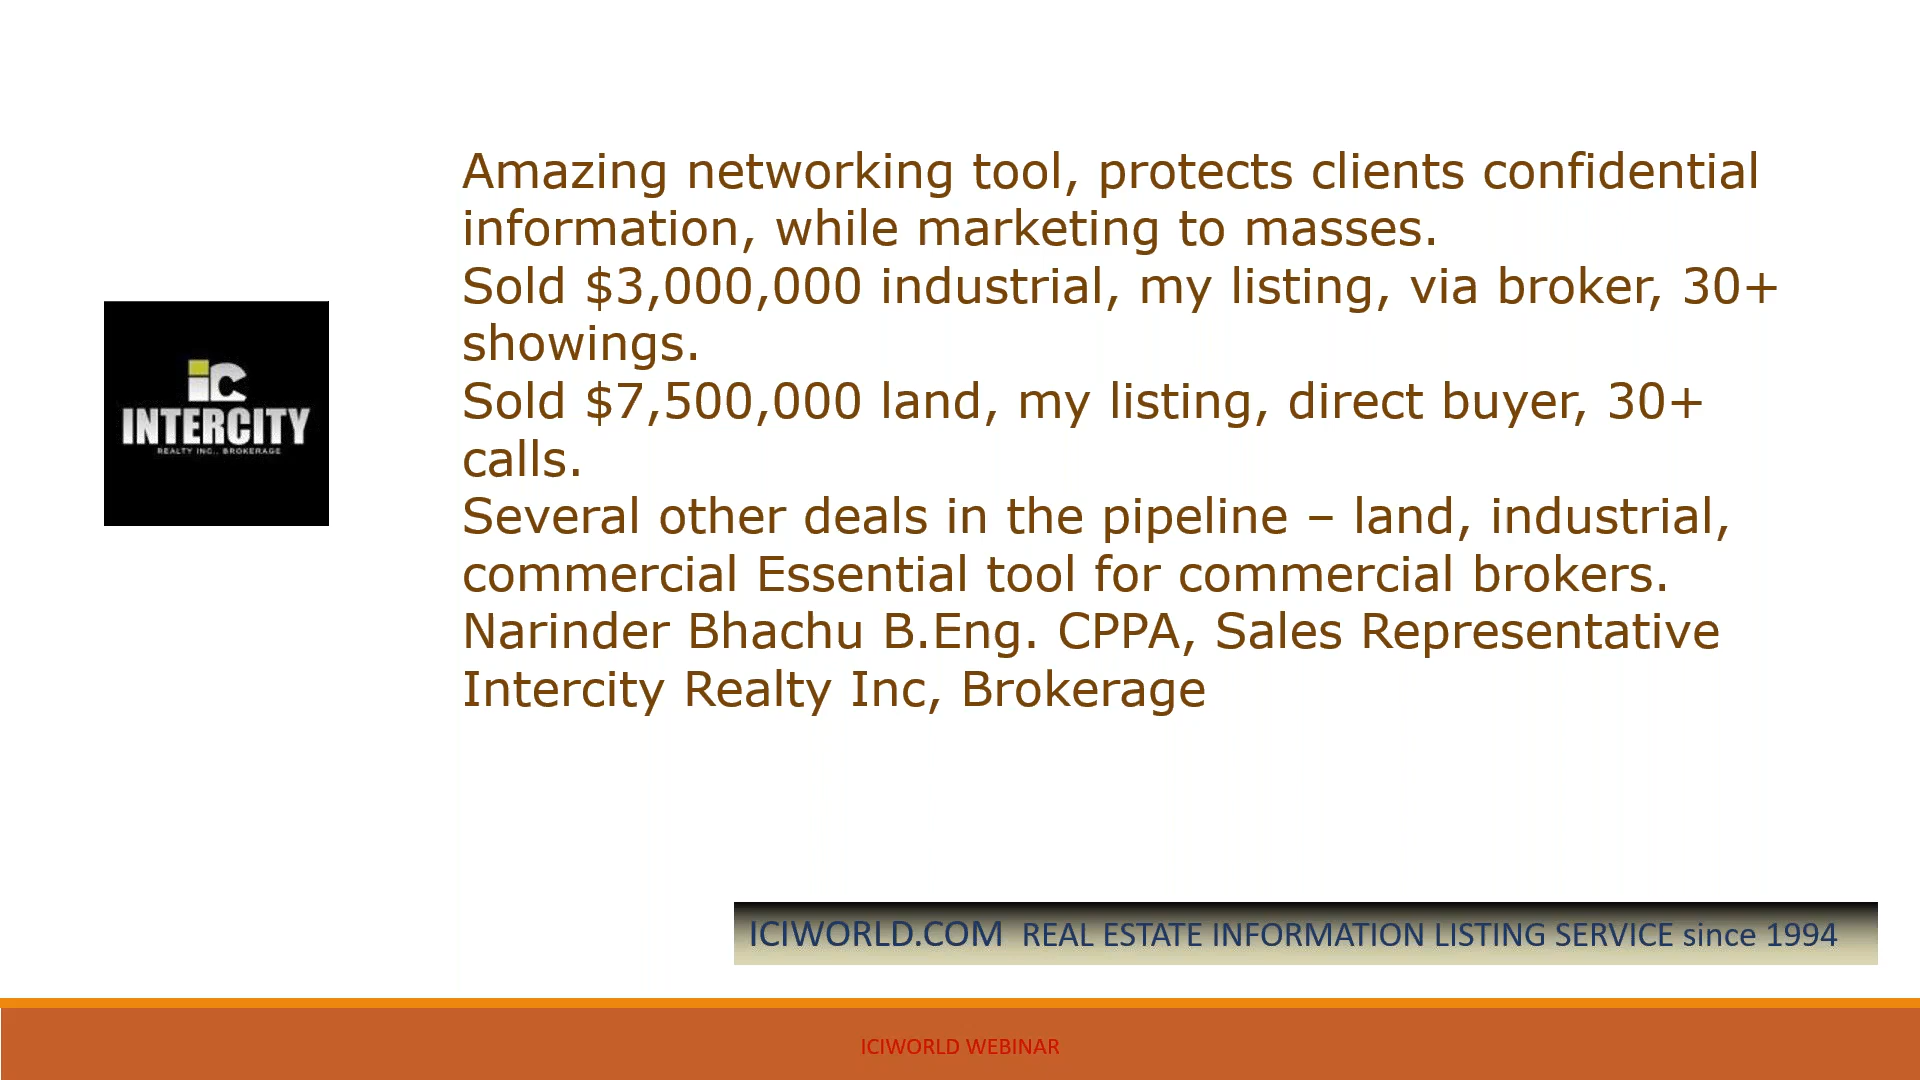 Amazing networking tool, protects clients confidential
information, while marketing to masses.
Sold $3,000,000 industrial, my listing, via broker, 30+
showings.
Sold $7,500,000 land, my listing, direct buyer, 30+
calls.
Several other deals in the pipeline – land, industrial,
commercial Essential tool for commercial brokers.
Narinder Bhachu B.Eng. CPPA, Sales Representative
Intercity Realty Inc, Brokerage
iC
INTERCITY
REALTY INC., BROKERAGE
ICIWORLD.COM REAL ESTATE INFORMATION LISTING SERVICE since 1994
ICIWORLD WEBINAR